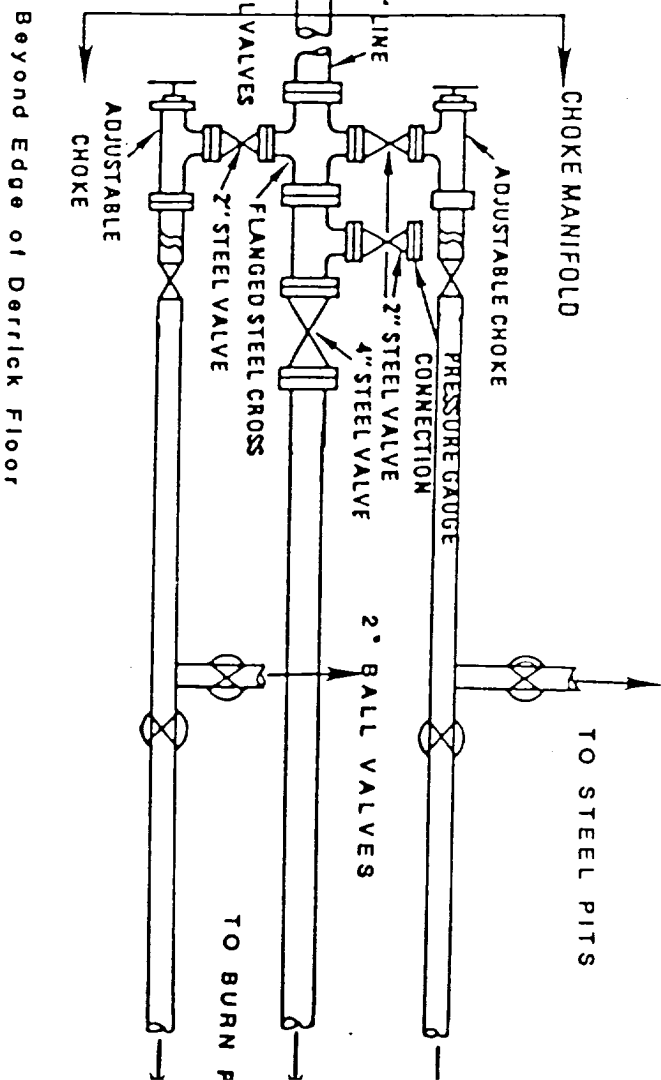 CHOKE MANIFOLD
TO STEEL PITS
ADJUSTABLE CHOKE
PRESSURE GAUGE
CONNECTION
2" STEEL VALVE
4" STEEL VALVE
2" BALL VALVES
LINE
VALVES
FLANGED STEEL CROSS
2" STEEL VALVE
TO BURN
ADJUSTABLE
CHOKE
Beyond Edge of Derrick Floor